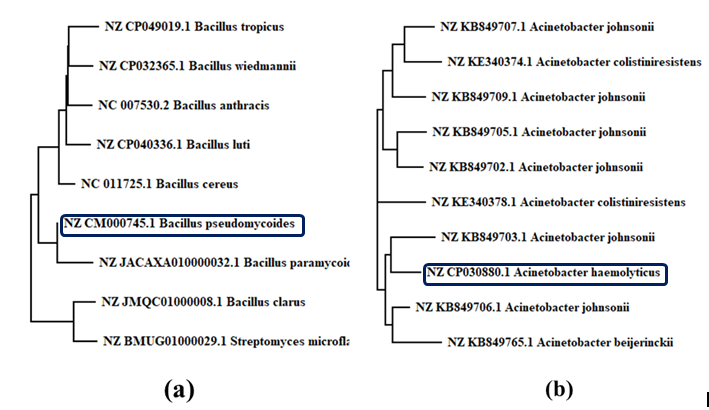 NZ CP049019.1 Bacillus tropicus
NZ CP032365.1 Bacillus wiedmannii
NC 007530.2 Bacillus anthracis
NZ CP040336.1 Bacillus luti
NC 011725.1 Bacillus cereus
NZ CM000745.1 Bacillus pseudomycoides
NZ JACAXA010000032.1 Bacillus paramycoid
NZ JMQC01000008.1 Bacillus clarus
NZ BMUG01000029.1 Streptomyces microfla
(a)
NZ KB849707.1 Acinetobacter johnsonii
NZ KE340374.1 Acinetobacter colistiniresistens
NZ KB849709.1 Acinetobacter johnsonii
NZ KB849705.1 Acinetobacter johnsonii
NZ KB849702.1 Acinetobacter johnsonii
NZ KE340378.1 Acinetobacter colistiniresistens
NZ KB849703.1 Acinetobacter johnsonii
NZ CP030880.1 Acinetobacter haemolyticus
NZ KB849706.1 Acinetobacter johnsonii
NZ KB849765.1 Acinetobacter beijerinckii
(b)